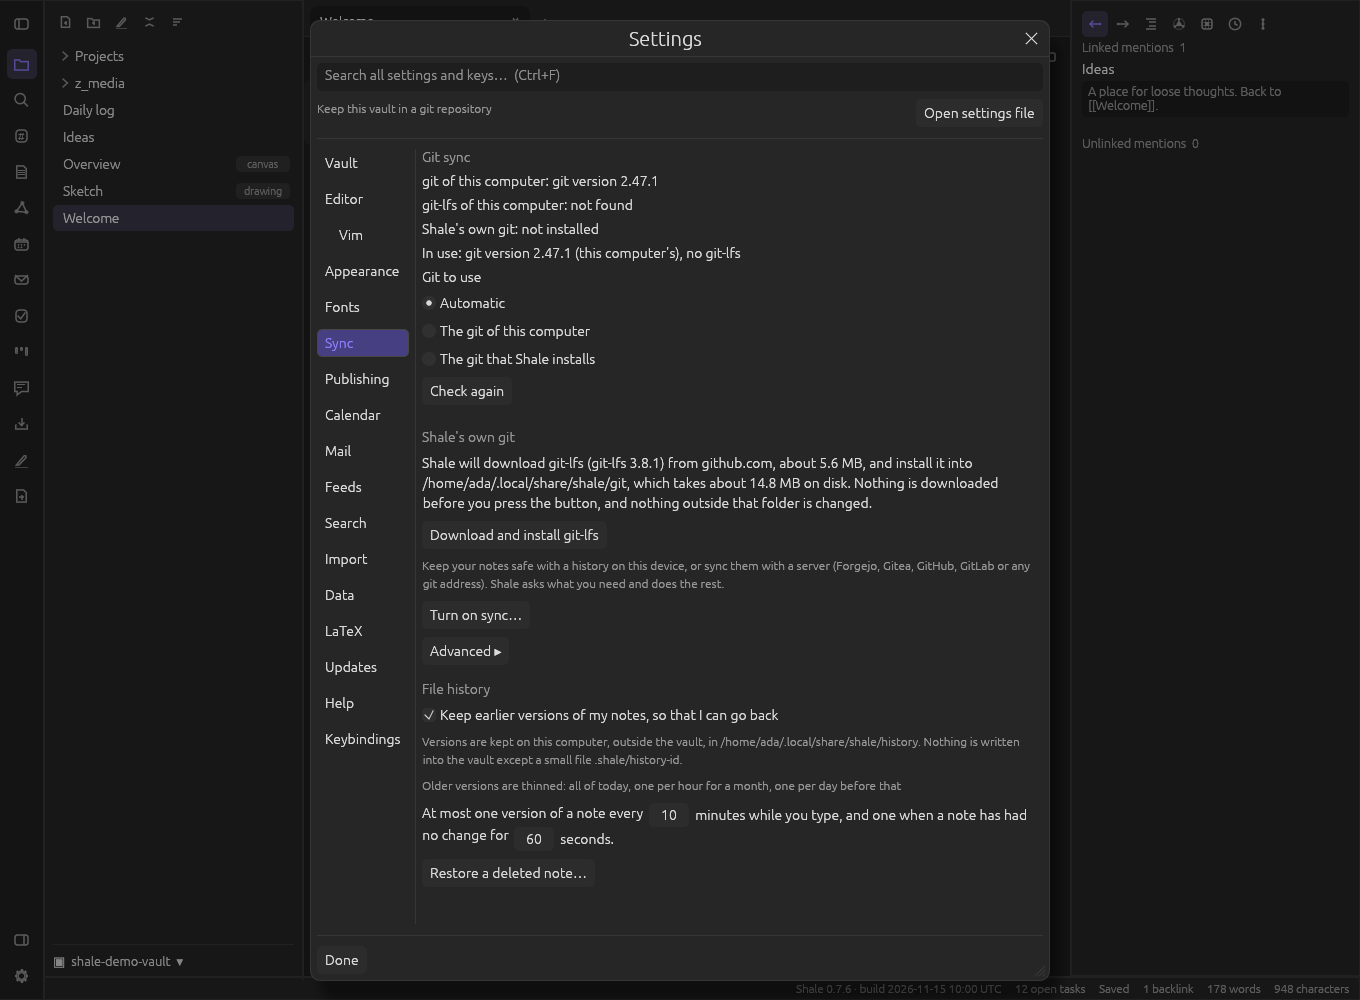 Settings
Search all settings and keys… (Ctrl+F)
Keep this vault in a git repository
Open settings file
Projects
z_media
Daily log
Ideas
Overview
canvas
Sketch
drawing
Welcome
shale-demo-vault ▾
Vault
Editor
Vim
Appearance
Fonts
Sync
Publishing
Calendar
Mail
Feeds
Search
Import
Data
LaTeX
Updates
Help
Keybindings
Git sync
git of this computer: git version 2.47.1
git-lfs of this computer: not found
Shale's own git: not installed
In use: git version 2.47.1 (this computer's), no git-lfs
Git to use
Automatic
The git of this computer
The git that Shale installs
Check again
Shale's own git
Shale will download git-lfs (git-lfs 3.8.1) from github.com, about 5.6 MB, and install it into
/home/ada/.local/share/shale/git, which takes about 14.8 MB on disk. Nothing is downloaded
before you press the button, and nothing outside that folder is changed.
Download and install git-lfs
Keep your notes safe with a history on this device, or sync them with a server (Forgejo, Gitea, GitHub, GitLab or any
git address). Shale asks what you need and does the rest.
Turn on sync…
Advanced ▸
File history
Keep earlier versions of my notes, so that I can go back
Versions are kept on this computer, outside the vault, in /home/ada/.local/share/shale/history. Nothing is written
into the vault except a small file .shale/history-id.
Older versions are thinned: all of today, one per hour for a month, one per day before that
At most one version of a note every 10 minutes while you type, and one when a note has had
no change for 60 seconds.
Restore a deleted note…
Done
Linked mentions 1
Ideas
A place for loose thoughts. Back to
[[Welcome]].
Unlinked mentions 0
Shale 0.7.6 · build 2026-11-15 10:00 UTC
12 open tasks
Saved
1 backlink
178 words
948 characters